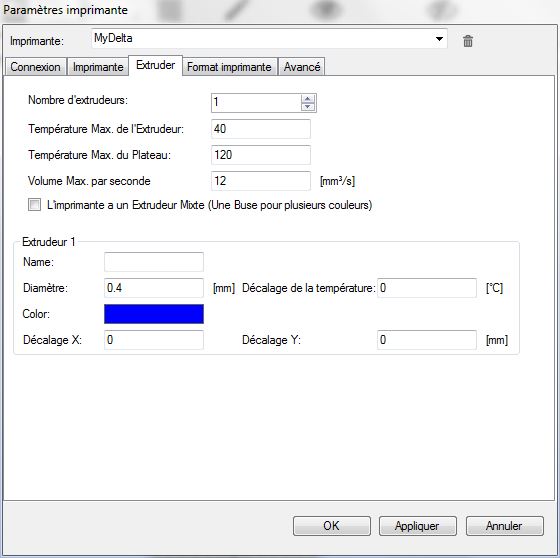 Paramètres imprimante
Imprimante: MyDelta
Connexion Imprimante Extruder Format imprimante Avancé
Nombre d'extrudeurs: 1
Température Max. de l'Extrudeur: 40
Température Max. du Plateau: 120
Volume Max. par seconde 12 [mm³/s]
L'imprimante a un Extrudeur Mixte (Une Buse pour plusieurs couleurs)
Extrudeur 1
Name:
Diamètre: 0.4 [mm] Décalage de la température: 0 [°C]
Color:
Décalage X: 0 Décalage Y: 0 [mm]
OK Appliquer Annuler